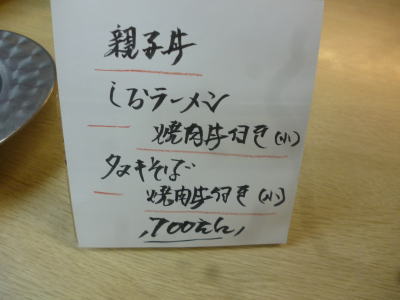 親子丼
しおラーメン
焼肉丼付き(小)
タヌキそば
焼肉丼付き(小)
700えん